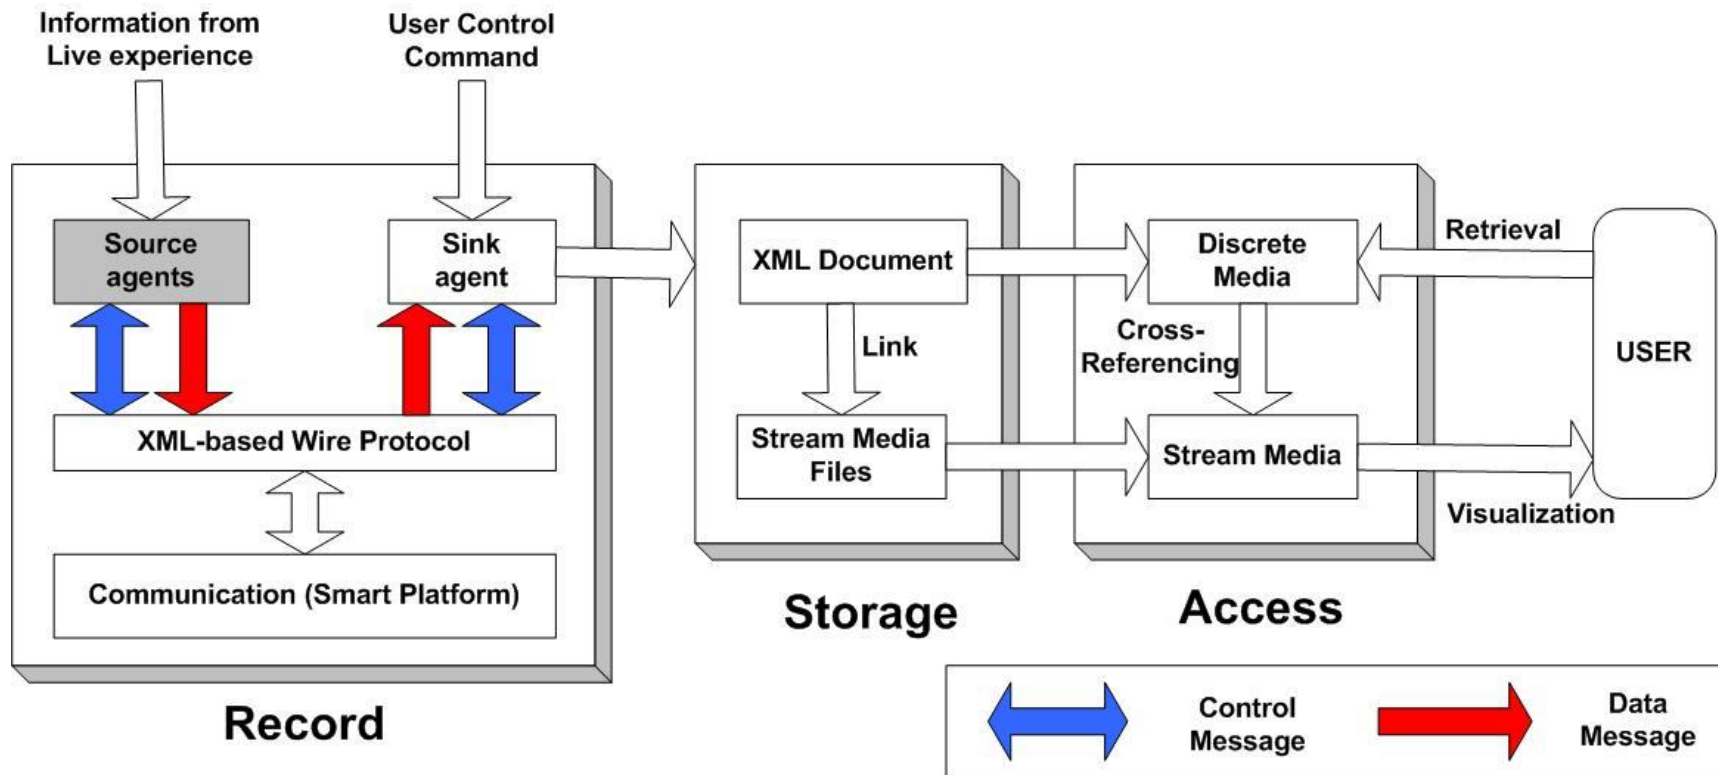 Information from
Live experience
User Control
Command
Source
agents
Sink
agent
XML-based Wire Protocol
Communication (Smart Platform)
Record
XML Document
Link
Stream Media
Files
Storage
Discrete
Media
Cross-
Referencing
Stream Media
Access
Retrieval
USER
Visualization
Control
Message
Data
Message